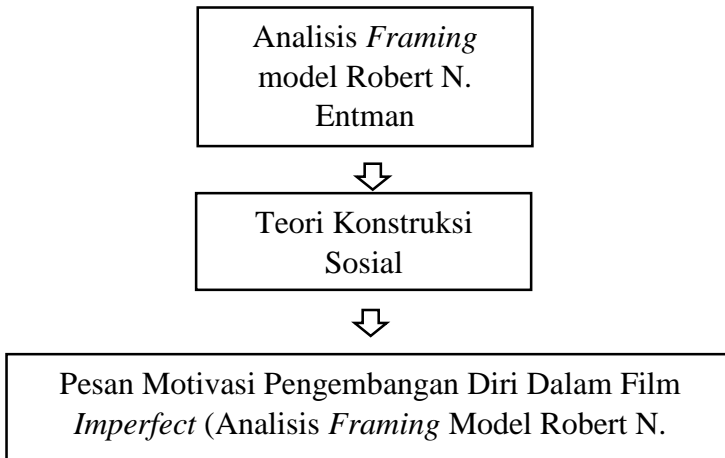 Analisis Framing
model Robert N.
Entman
Teori Konstruksi
Sosial
Pesan Motivasi Pengembangan Diri Dalam Film
Imperfect (Analisis Framing Model Robert N.